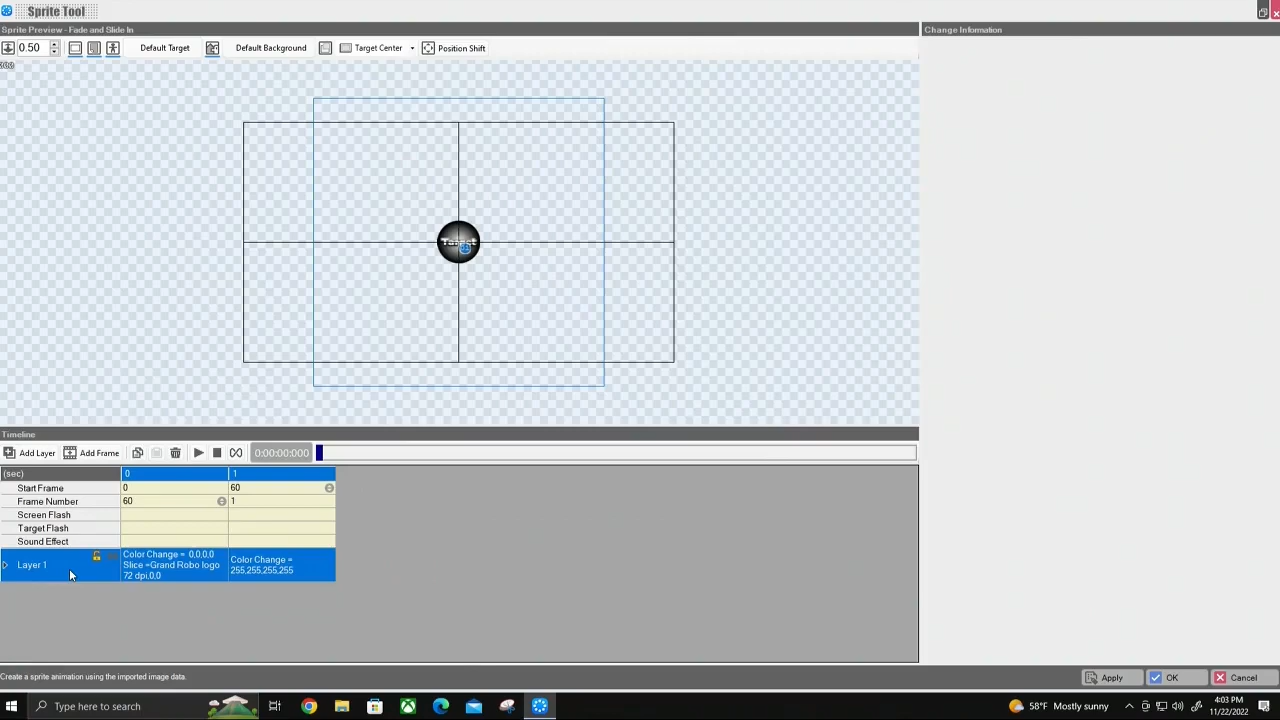 Sprite Tool
Sprite Preview - Fade and Slide In
Change Information
0.50
Default Target
Default Background
Target Center
Position Shift
Target
Timeline
Add Layer
Add Frame
0:00:00:000
(sec)
0
1
Start Frame
0
60
Frame Number
60
1
Screen Flash
Target Flash
Sound Effect
Layer 1
Color Change = 0,0,0,0
Slice =Grand Robo logo
72 dpi,0,0
Color Change =
255,255,255,255
Create a sprite animation using the imported image data.
Apply
OK
Cancel
Type here to search
58°F Mostly sunny
4:03 PM
11/22/2022